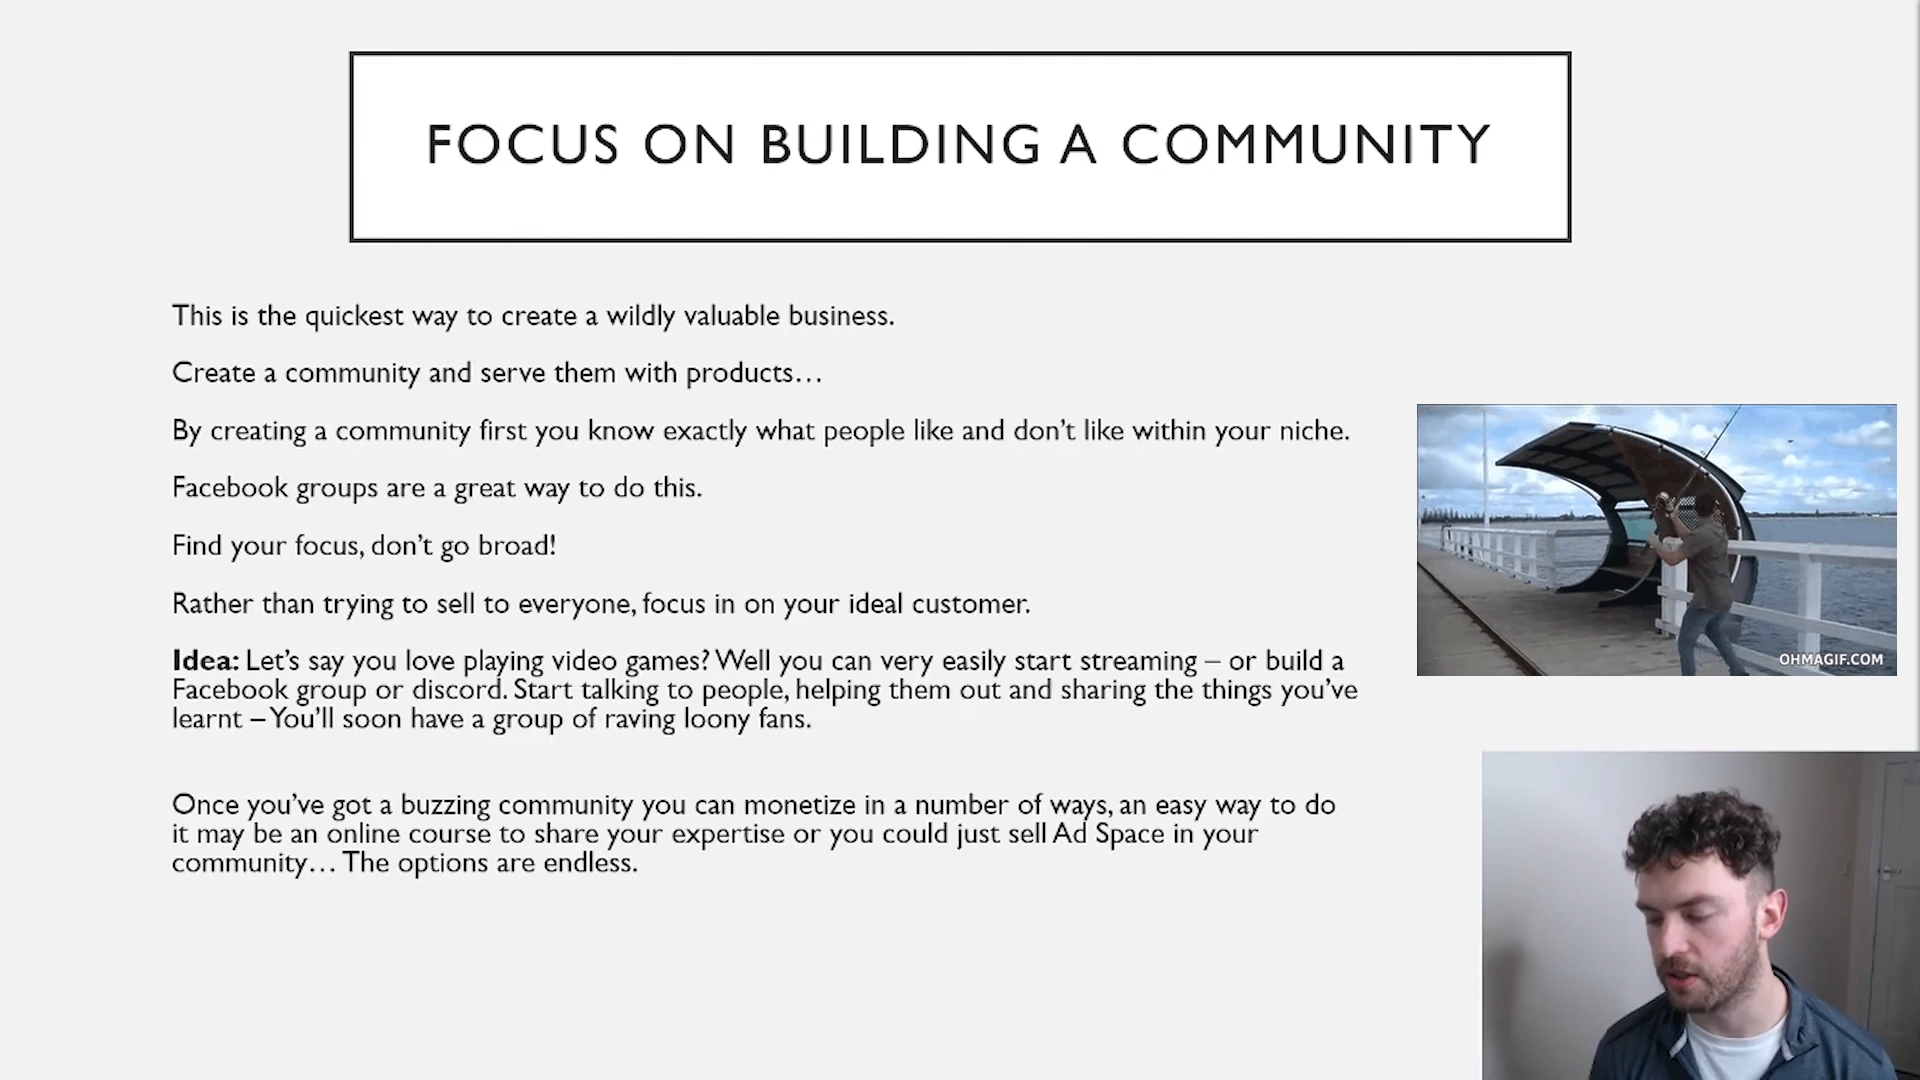 FOCUS ON BUILDING A COMMUNITY
This is the quickest way to create a wildly valuable business.
Create a community and serve them with products…
By creating a community first you know exactly what people like and don’t like within your niche.
Facebook groups are a great way to do this.
Find your focus, don’t go broad!
Rather than trying to sell to everyone, focus in on your ideal customer.
Idea: Let’s say you love playing video games? Well you can very easily start streaming – or build a
Facebook group or discord. Start talking to people, helping them out and sharing the things you’ve
learnt – You’ll soon have a group of raving loony fans.
Once you’ve got a buzzing community you can monetize in a number of ways, an easy way to do
it may be an online course to share your expertise or you could just sell Ad Space in your
community… The options are endless.
OHMAGIF.COM